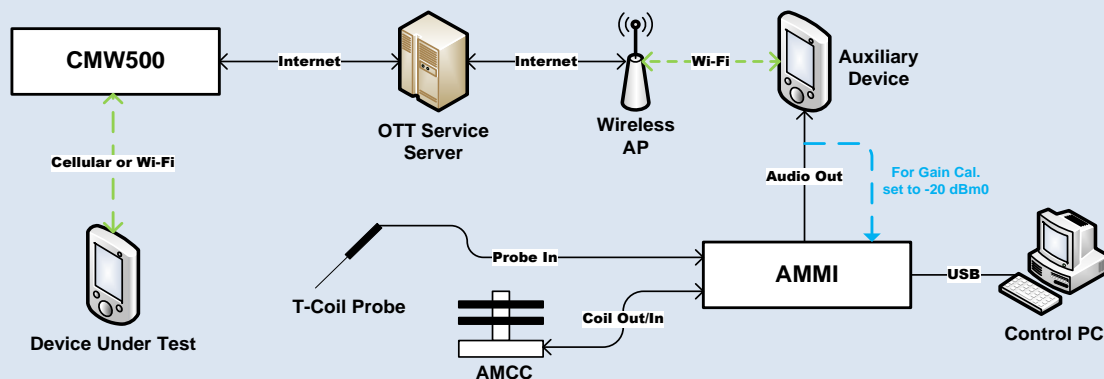 CMW500
Internet
OTT Service
Server
Internet
Wireless
AP
Wi-Fi
Auxiliary
Device
Cellular or Wi-Fi
Device Under Test
Audio Out
For Gain Cal.
set to -20 dBm0
T-Coil Probe
Probe In
AMMI
USB
Control PC
Coil Out/In
AMCC